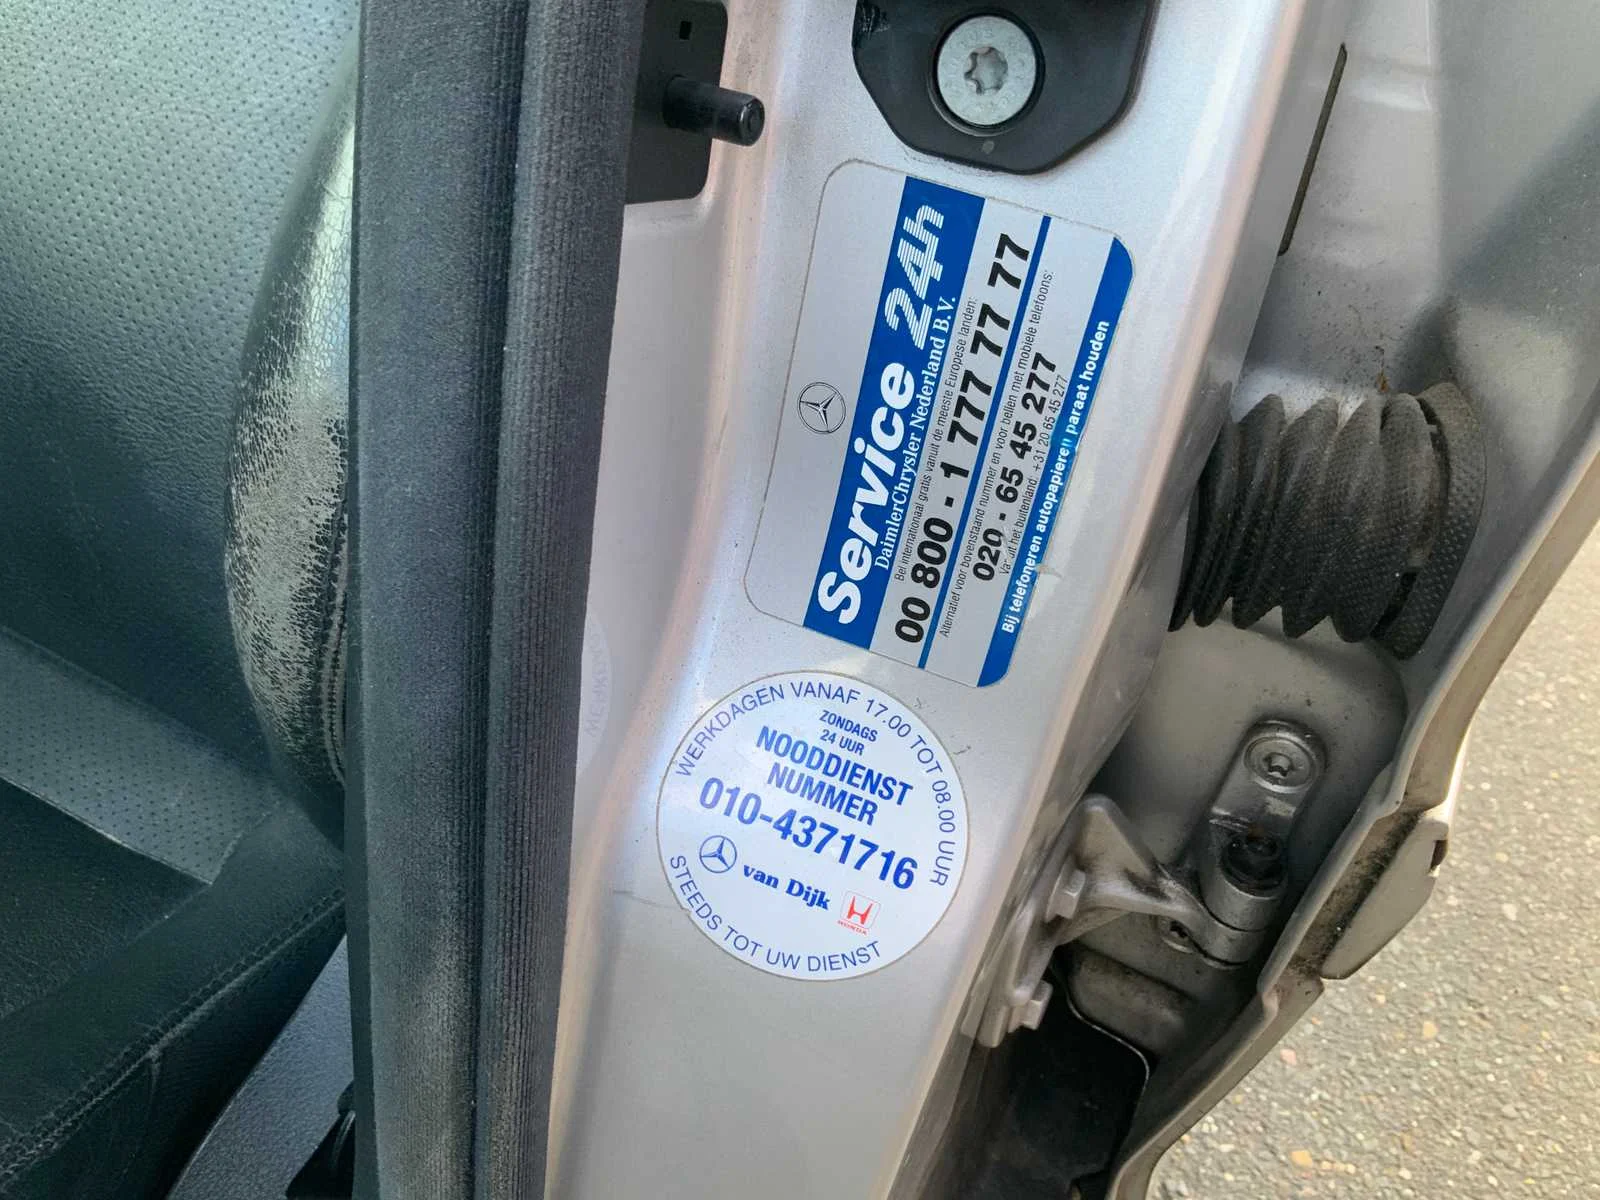 Service 24h
DaimlerChrysler Nederland B.V.
Bel internationaal gratis vanuit de meeste Europese landen:
00 800 - 1 777 77 77
Alternatief voor bovenstaand nummer en voor bellen met mobiele telefoons:
020 - 65 45 277
Vanuit het buitenland: +31 20 65 45 277
Bij telefoneren autopapieren paraat houden
WERKDAGEN VANAF 17.00 TOT 08.00 UUR
ZONDAGS
24 UUR
NOODDIENST
NUMMER
010-4371716
van Dijk
HONDA
STEEDS TOT UW DIENST